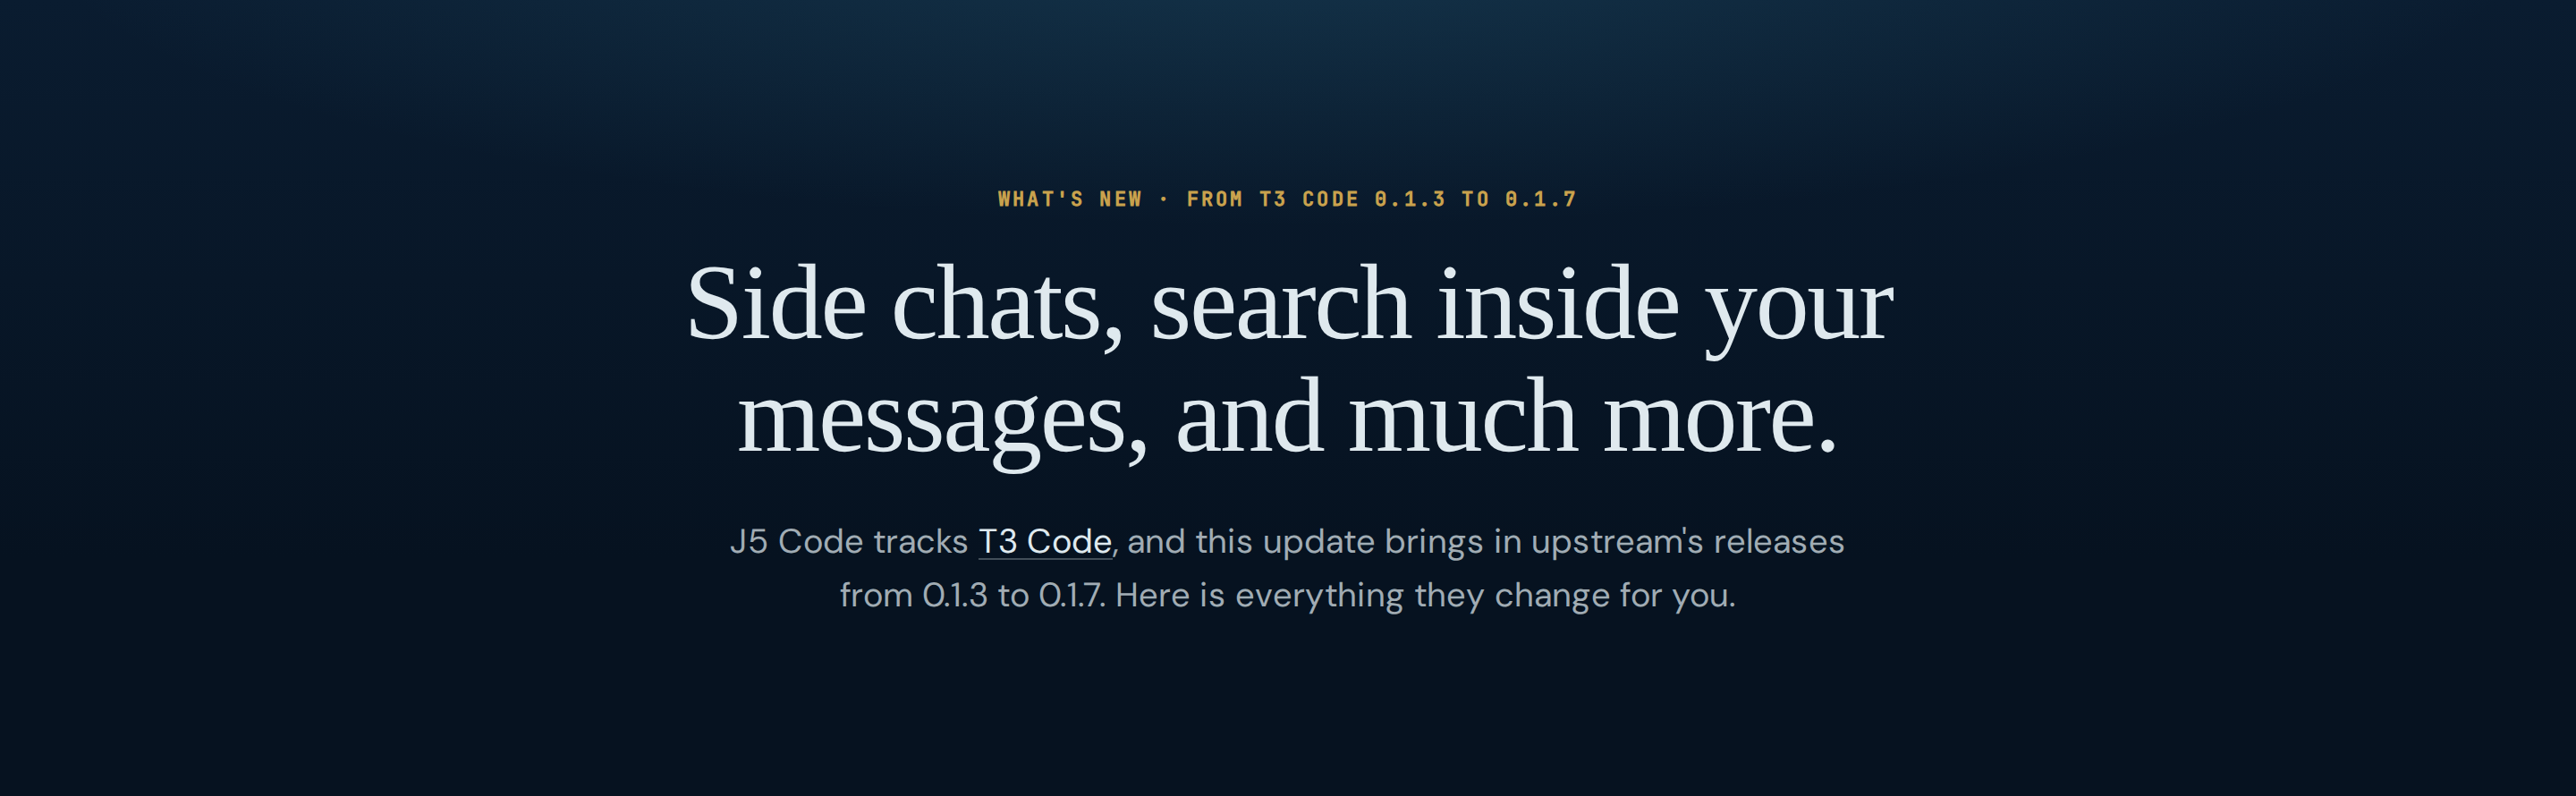 WHAT'S NEW · FROM T3 CODE 0.1.3 TO 0.1.7
Side chats, search inside your
messages, and much more.
J5 Code tracks T3 Code, and this update brings in upstream's releases
from 0.1.3 to 0.1.7. Here is everything they change for you.